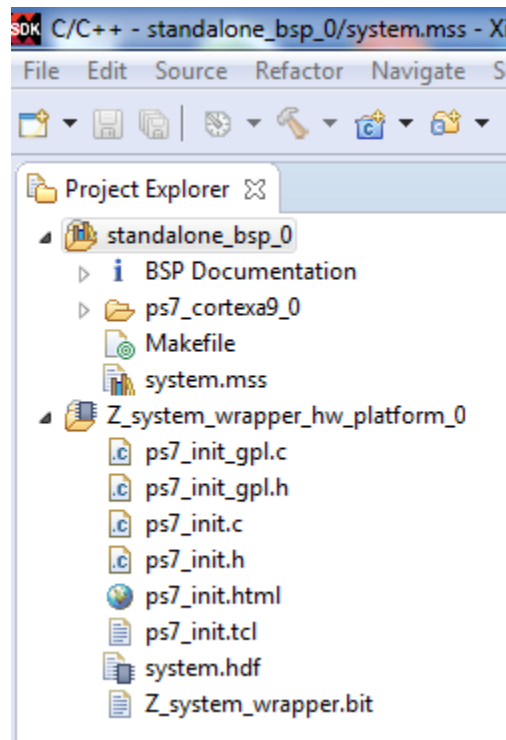 SDK C/C++ - standalone_bsp_0/system.mss - Xi
File Edit Source Refactor Navigate S
Project Explorer
standalone_bsp_0
i BSP Documentation
ps7_cortexa9_0
Makefile
system.mss
Z_system_wrapper_hw_platform_0
.c ps7_init_gpl.c
.c ps7_init_gpl.h
.c ps7_init.c
.c ps7_init.h
ps7_init.html
ps7_init.tcl
system.hdf
Z_system_wrapper.bit